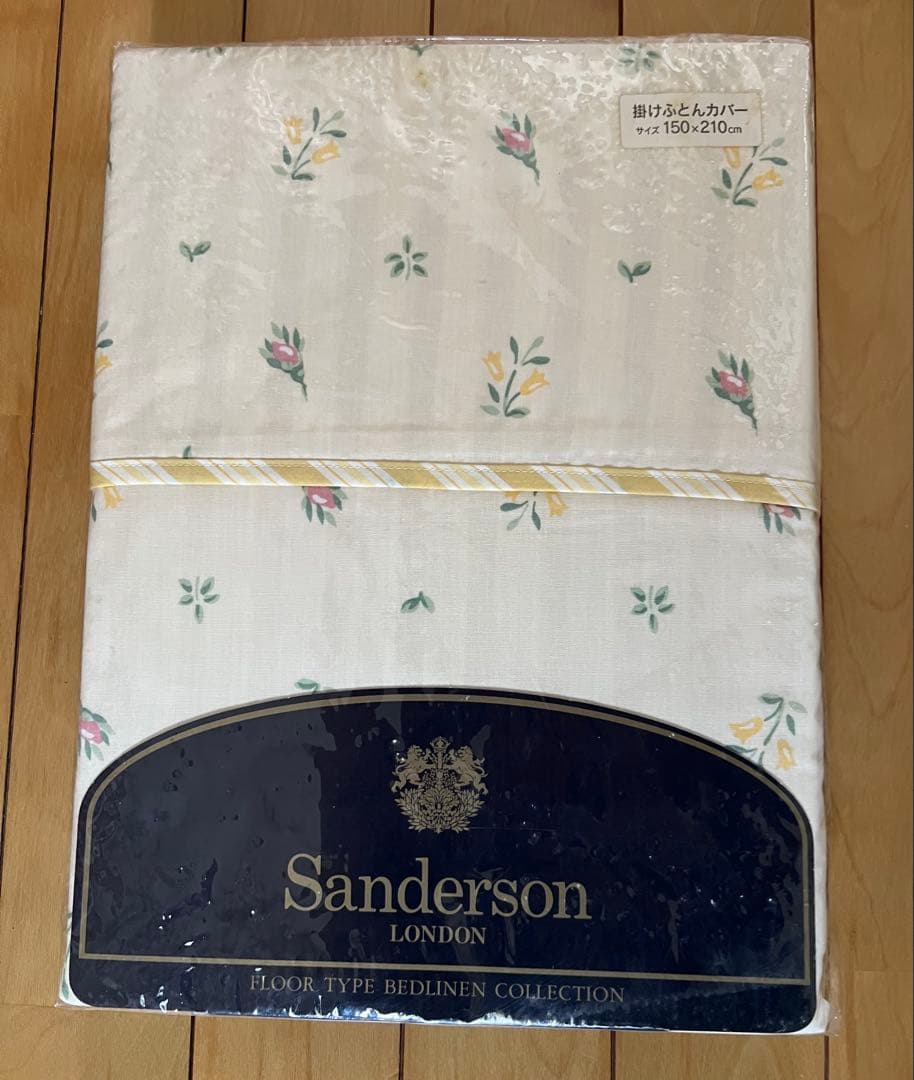 掛けふとんカバー
サイズ 150×210cm
Sanderson
LONDON
FLOOR TYPE BEDLINEN COLLECTION